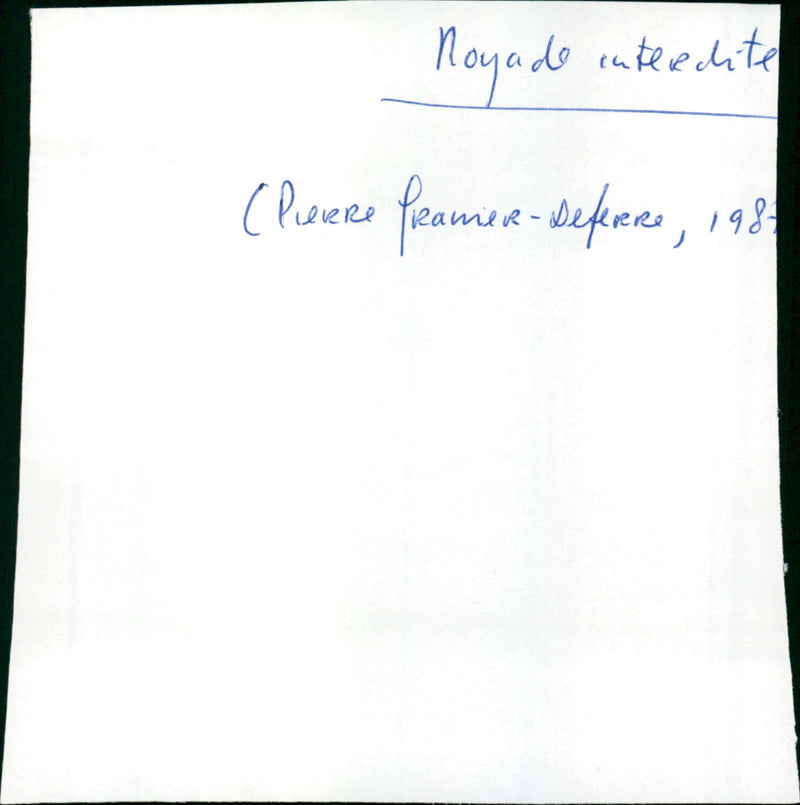 Noyade interdite
(Pierre Granier-Deferre, 198